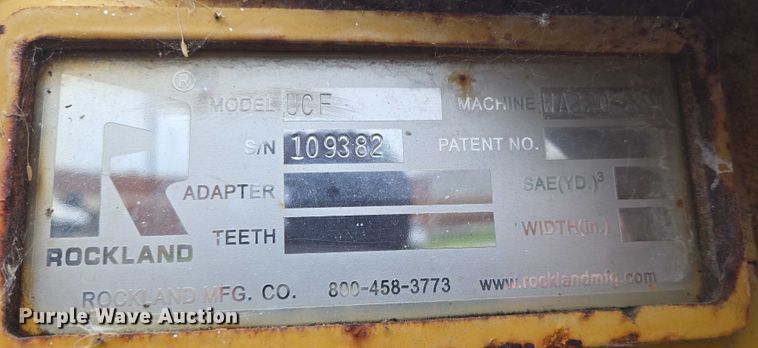 ®
MODEL UCF MACHINE
S/N 109382 PATENT NO.
ADAPTER SAE(YD.)³
TEETH WIDTH(in.)
ROCKLAND
ROCKLAND MFG. CO. 800-458-3773 www.rocklandmfg.com
Purple Wave Auction